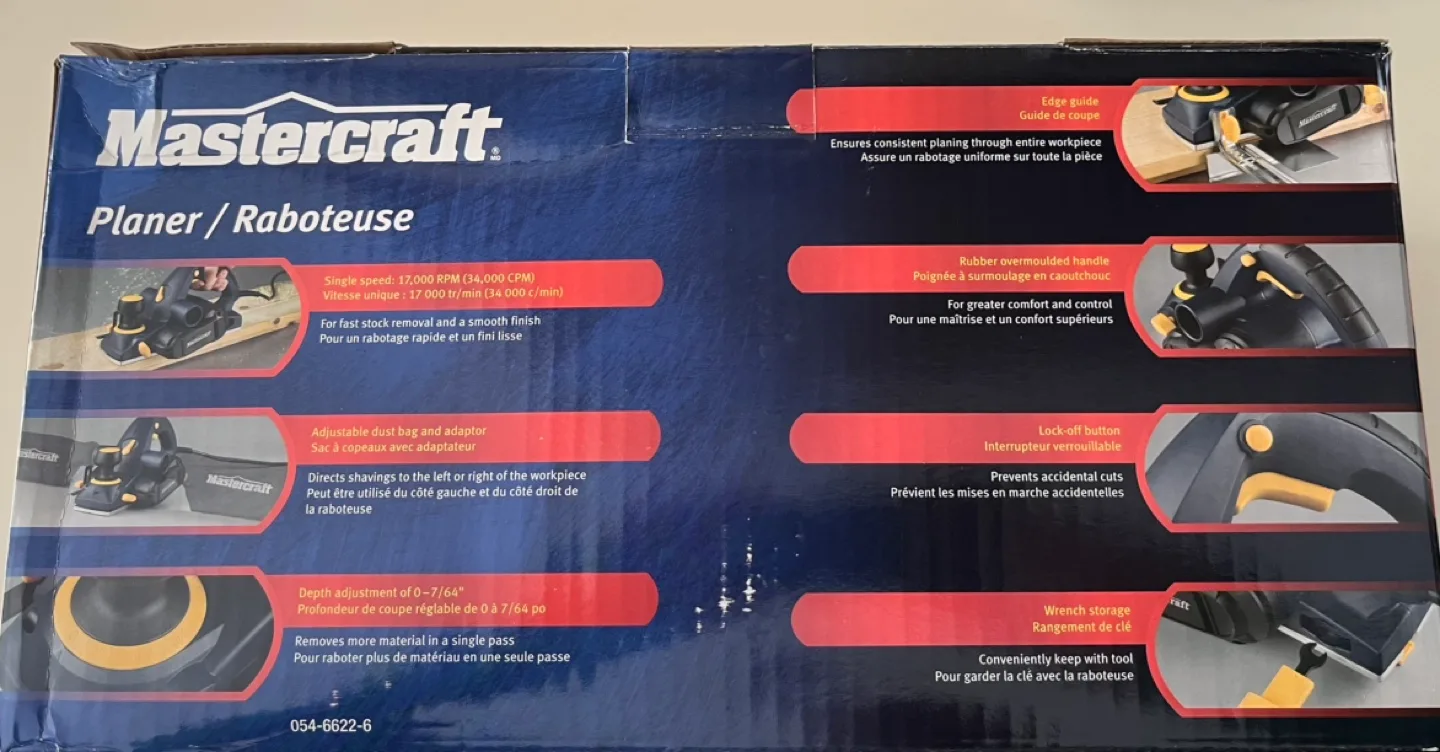 Mastercraft
® MD
Planer / Raboteuse
Single speed: 17,000 RPM (34,000 CPM)
Vitesse unique : 17 000 tr/min (34 000 c/min)
For fast stock removal and a smooth finish
Pour un rabotage rapide et un fini lisse
Adjustable dust bag and adaptor
Sac à copeaux avec adaptateur
Directs shavings to the left or right of the workpiece
Peut être utilisé du côté gauche et du côté droit de
la raboteuse
Mastercraft
Depth adjustment of 0–7/64"
Profondeur de coupe réglable de 0 à 7/64 po
Removes more material in a single pass
Pour raboter plus de matériau en une seule passe
054-6622-6
Edge guide
Guide de coupe
Ensures consistent planing through entire workpiece
Assure un rabotage uniforme sur toute la pièce
Mastercraft
Rubber overmoulded handle
Poignée à surmoulage en caoutchouc
For greater comfort and control
Pour une maîtrise et un confort supérieurs
Lock-off button
Interrupteur verrouillable
Prevents accidental cuts
Prévient les mises en marche accidentelles
Wrench storage
Rangement de clé
Conveniently keep with tool
Pour garder la clé avec la raboteuse